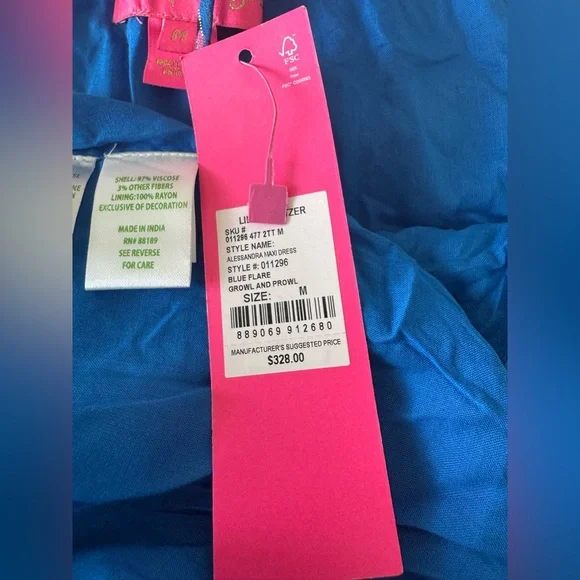 M
FSC
MIX
SHELL: 97% VISCOSE
3% OTHER FIBERS
LINING:100% RAYON
EXCLUSIVE OF DECORATION
MADE IN INDIA
RN# 88189
SEE REVERSE
FOR CARE
SKU #
011296 477 2TT M
STYLE NAME:
ALESSANDRA MAXI DRESS
STYLE #: 011296
BLUE FLARE
GROWL AND PROWL
SIZE: M
889069 912680
MANUFACTURER'S SUGGESTED PRICE
$328.00